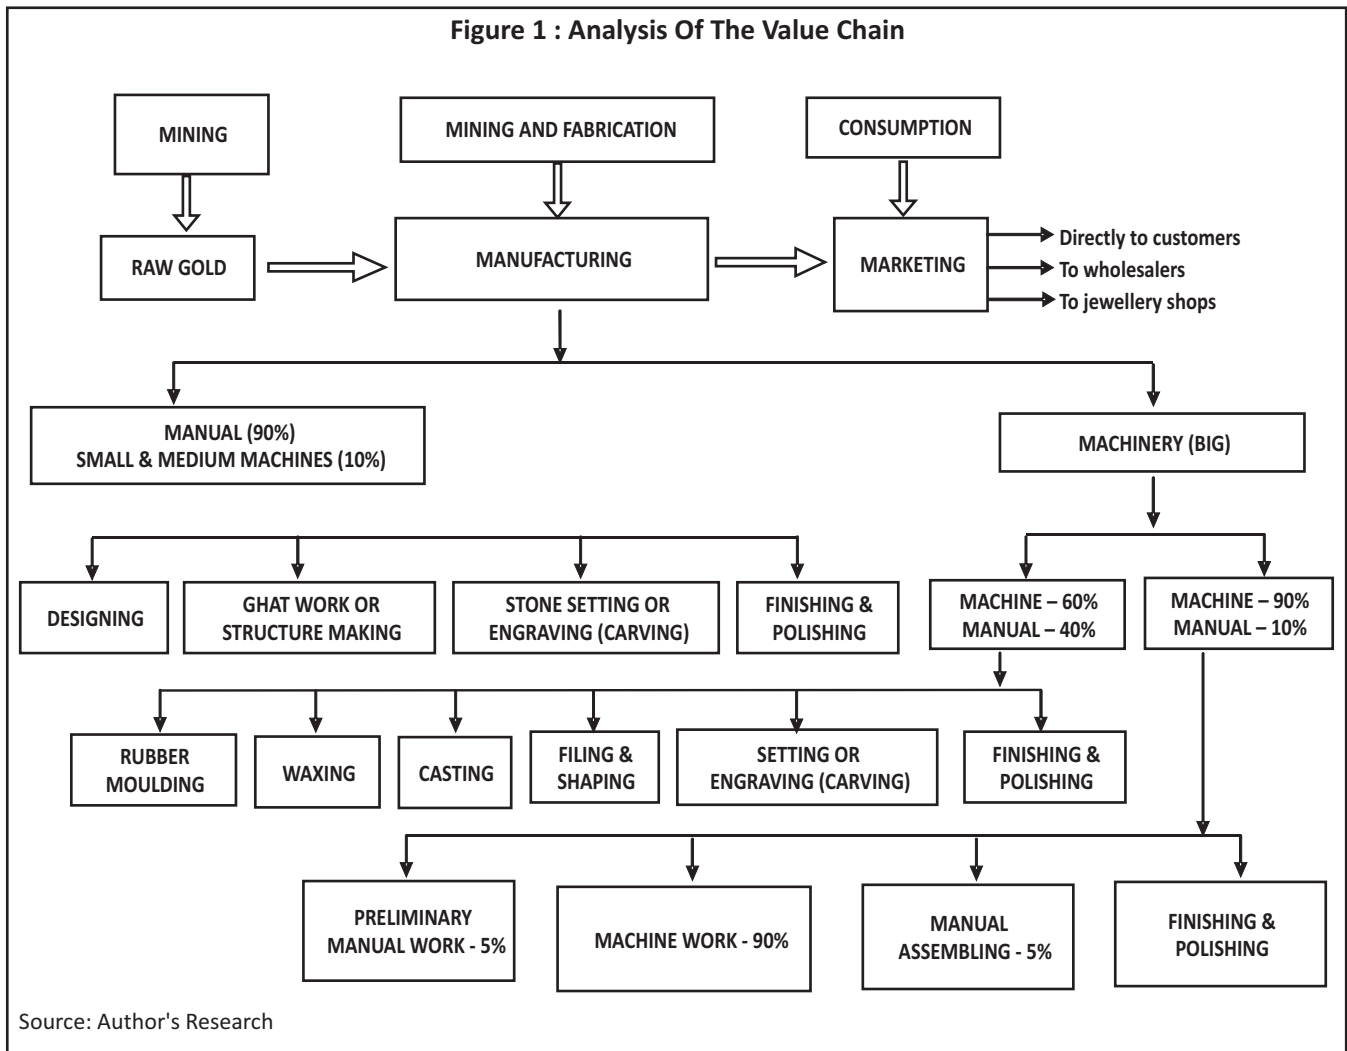 Figure 1 : Analysis Of The Value Chain
MINING
MINING AND FABRICATION
CONSUMPTION
RAW GOLD
MANUFACTURING
MARKETING
Directly to customers
To wholesalers
To jewellery shops
MANUAL (90%)
SMALL & MEDIUM MACHINES (10%)
MACHINERY (BIG)
DESIGNING
GHAT WORK OR
STRUCTURE MAKING
STONE SETTING OR
ENGRAVING (CARVING)
FINISHING &
POLISHING
MACHINE – 60%
MANUAL – 40%
MACHINE – 90%
MANUAL – 10%
RUBBER
MOULDING
WAXING
CASTING
FILING &
SHAPING
SETTING OR
ENGRAVING (CARVING)
FINISHING &
POLISHING
PRELIMINARY
MANUAL WORK - 5%
MACHINE WORK - 90%
MANUAL
ASSEMBLING - 5%
FINISHING &
POLISHING
Source: Author's Research